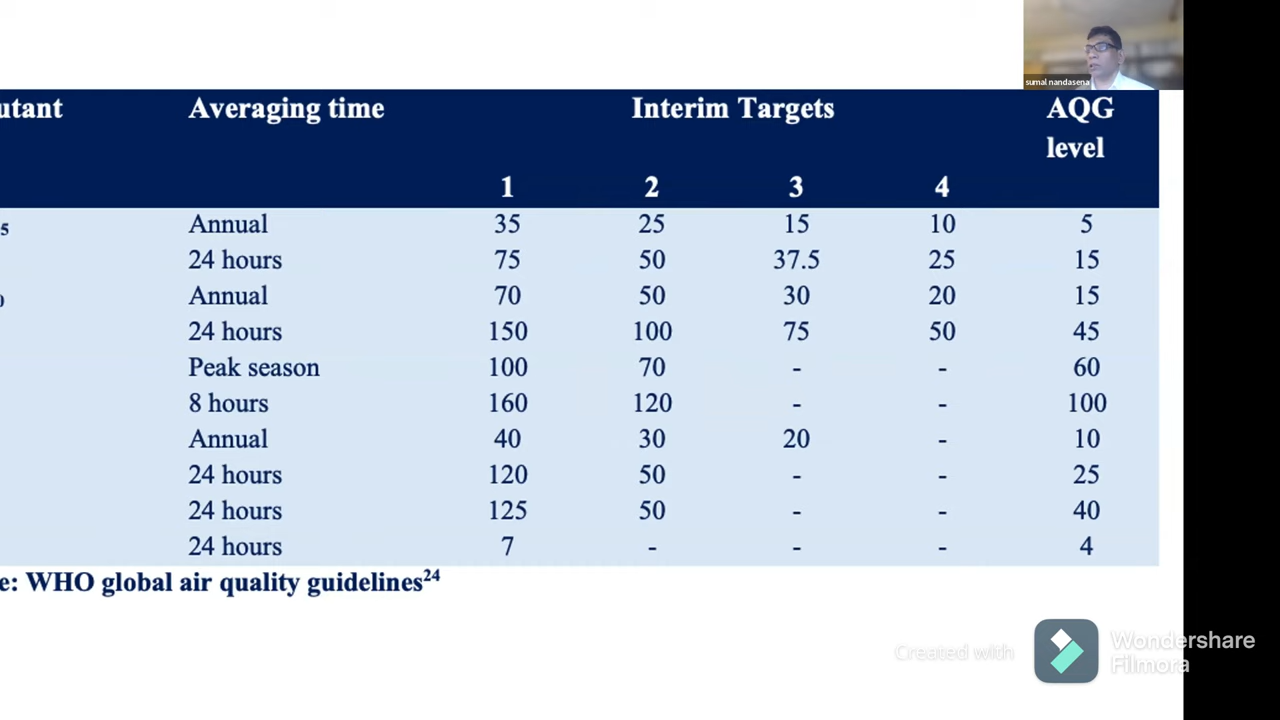 sumal nandasena
utant Averaging time Interim Targets AQG
level
1 2 3 4
5 Annual 35 25 15 10 5
24 hours 75 50 37.5 25 15
0 Annual 70 50 30 20 15
24 hours 150 100 75 50 45
Peak season 100 70 - - 60
8 hours 160 120 - - 100
Annual 40 30 20 - 10
24 hours 120 50 - - 25
24 hours 125 50 - - 40
24 hours 7 - - - 4
e: WHO global air quality guidelines24
Created with Wondershare
Filmora